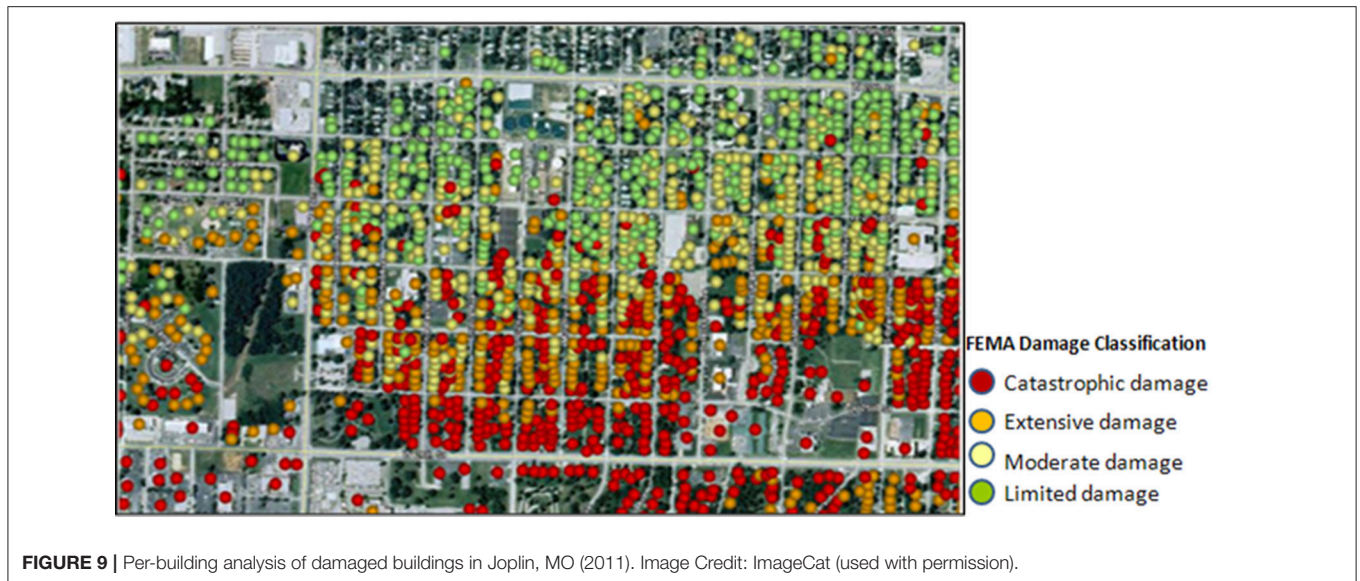 FEMA Damage Classification
Catastrophic damage
Extensive damage
Moderate damage
Limited damage
FIGURE 9 | Per-building analysis of damaged buildings in Joplin, MO (2011). Image Credit: ImageCat (used with permission).